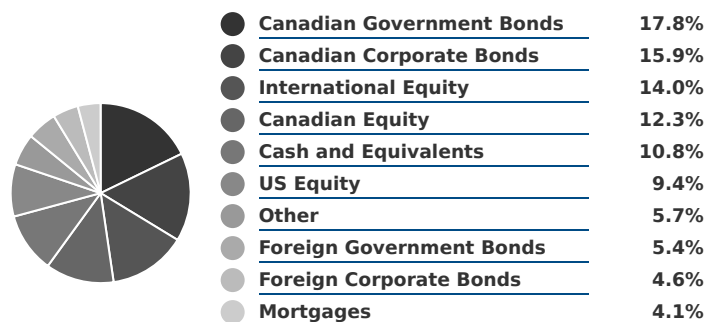 Canadian Government Bonds 17.8%
Canadian Corporate Bonds 15.9%
International Equity 14.0%
Canadian Equity 12.3%
Cash and Equivalents 10.8%
US Equity 9.4%
Other 5.7%
Foreign Government Bonds 5.4%
Foreign Corporate Bonds 4.6%
Mortgages 4.1%